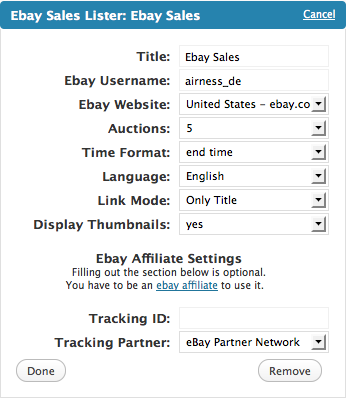 Ebay Sales Lister: Ebay Sales Cancel
Title: Ebay Sales
Ebay Username: airness_de
Ebay Website: United States – ebay.co
Auctions: 5
Time Format: end time
Language: English
Link Mode: Only Title
Display Thumbnails: yes
Ebay Affiliate Settings
Filling out the section below is optional.
You have to be an ebay affiliate to use it.
Tracking ID:
Tracking Partner: eBay Partner Network
Done Remove